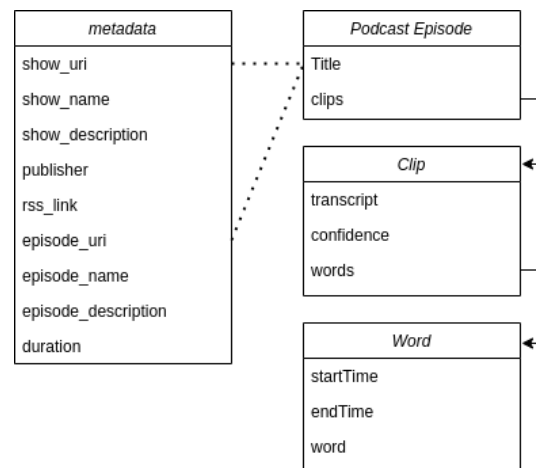 metadata
show_uri
show_name
show_description
publisher
rss_link
episode_uri
episode_name
episode_description
duration
Podcast Episode
Title
clips
Clip
transcript
confidence
words
Word
startTime
endTime
word